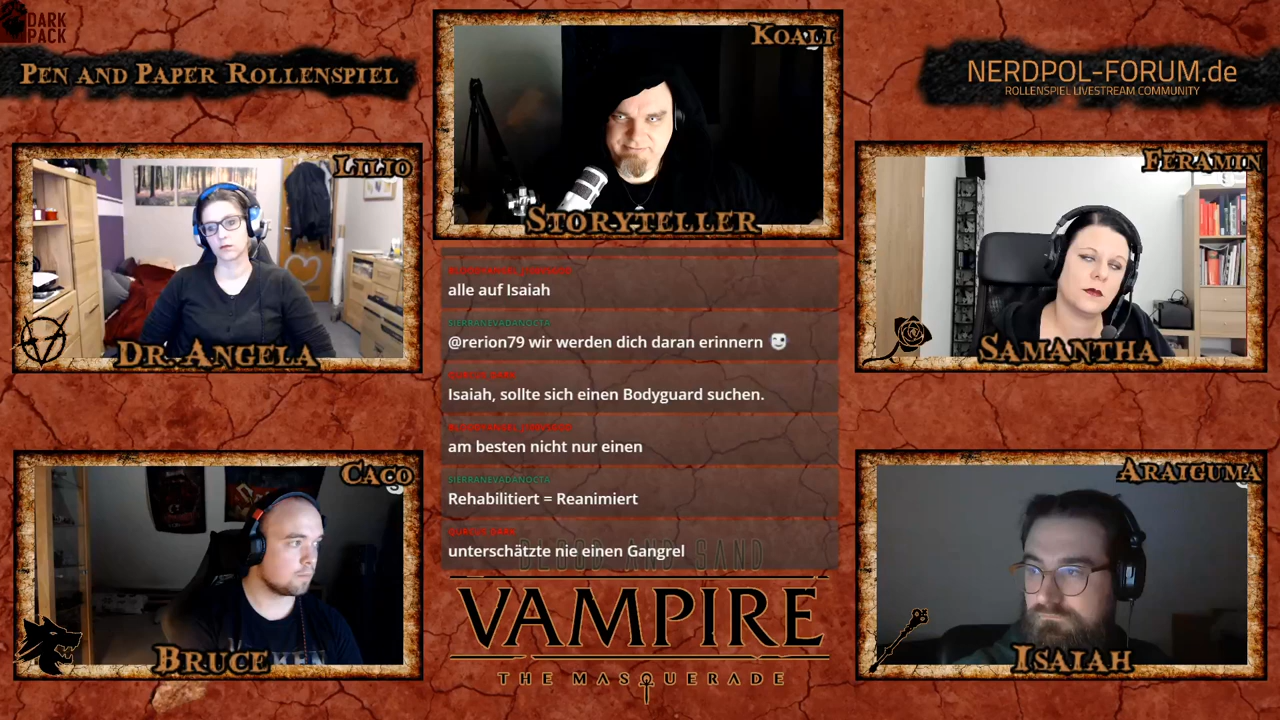 DARK
PACK
PEN AND PAPER ROLLENSPIEL
KOALI
STORYTELLER
NERDPOL-FORUM.de
ROLLENSPIEL LIVESTREAM COMMUNITY
LILIO
DR. ANGELA
FERAMIN
SAMANTHA
alle auf Isaiah
SIERRANEVADANOCTA
@rerion79 wir werden dich daran erinnern
Isaiah, sollte sich einen Bodyguard suchen.
am besten nicht nur einen
SIERRANEVADANOCTA
Rehabilitiert = Reanimiert
unterschätzte nie einen Gangrel
BLOOD AND SAND
VAMPIRE
THE MASQUERADE
CACO
BRUCE
ARAIGUMA
ISAIAH